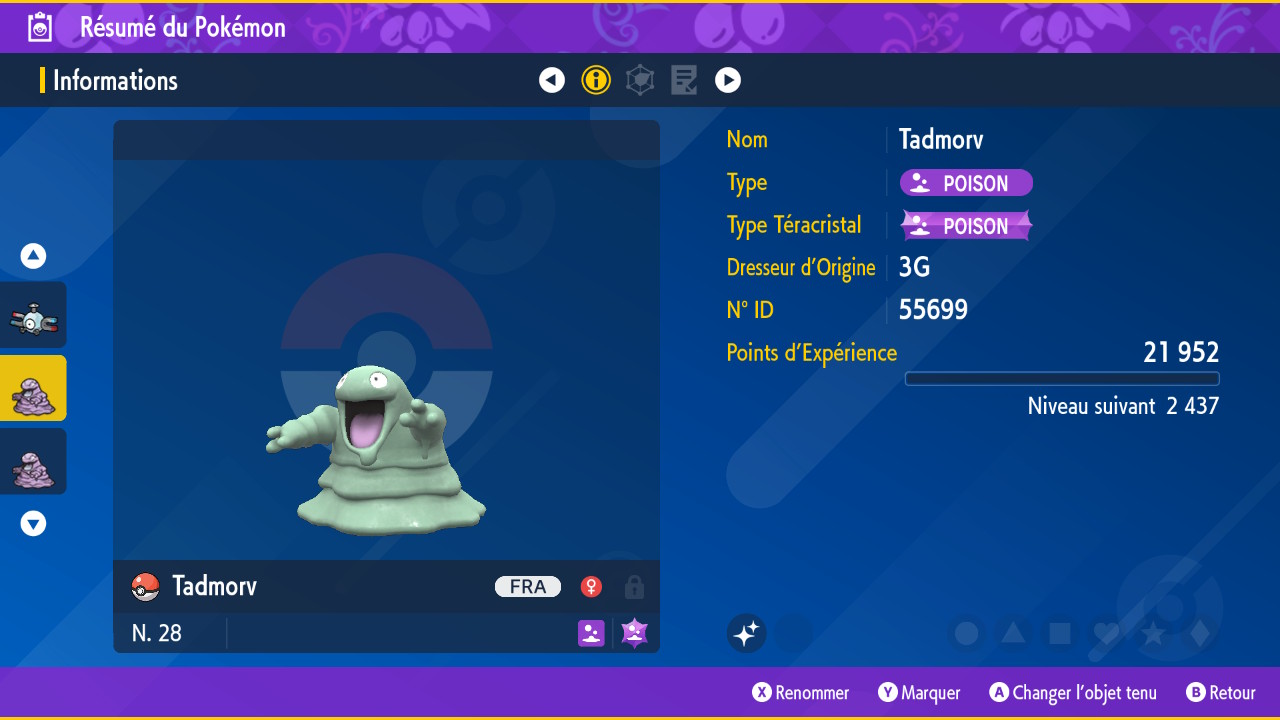 Résumé du Pokémon
Informations
Nom Tadmorv
Type POISON
Type Téracristal POISON
Dresseur d'Origine 3G
N° ID 55699
Points d'Expérience 21 952
Niveau suivant 2 437
Tadmorv FRA
N. 28
X Renommer Y Marquer A Changer l'objet tenu B Retour